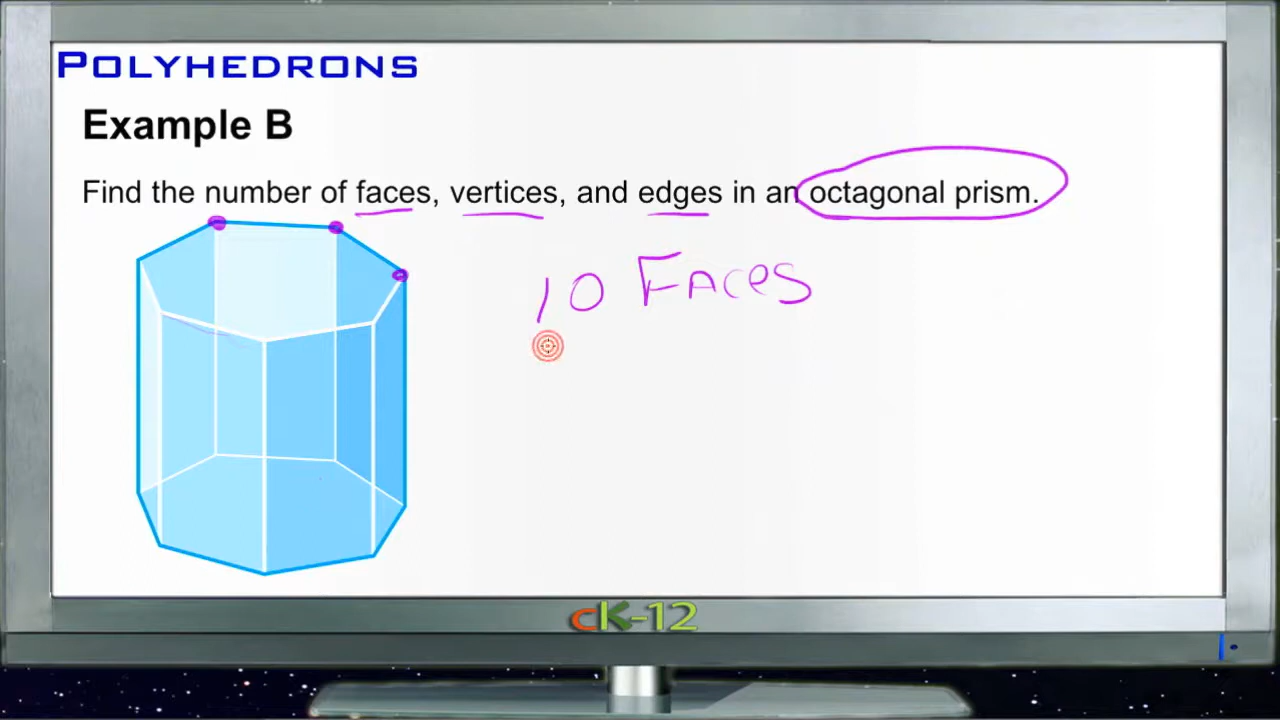 POLYHEDRONS
Example B
Find the number of faces, vertices, and edges in an octagonal prism.
10 FACES
cK-12